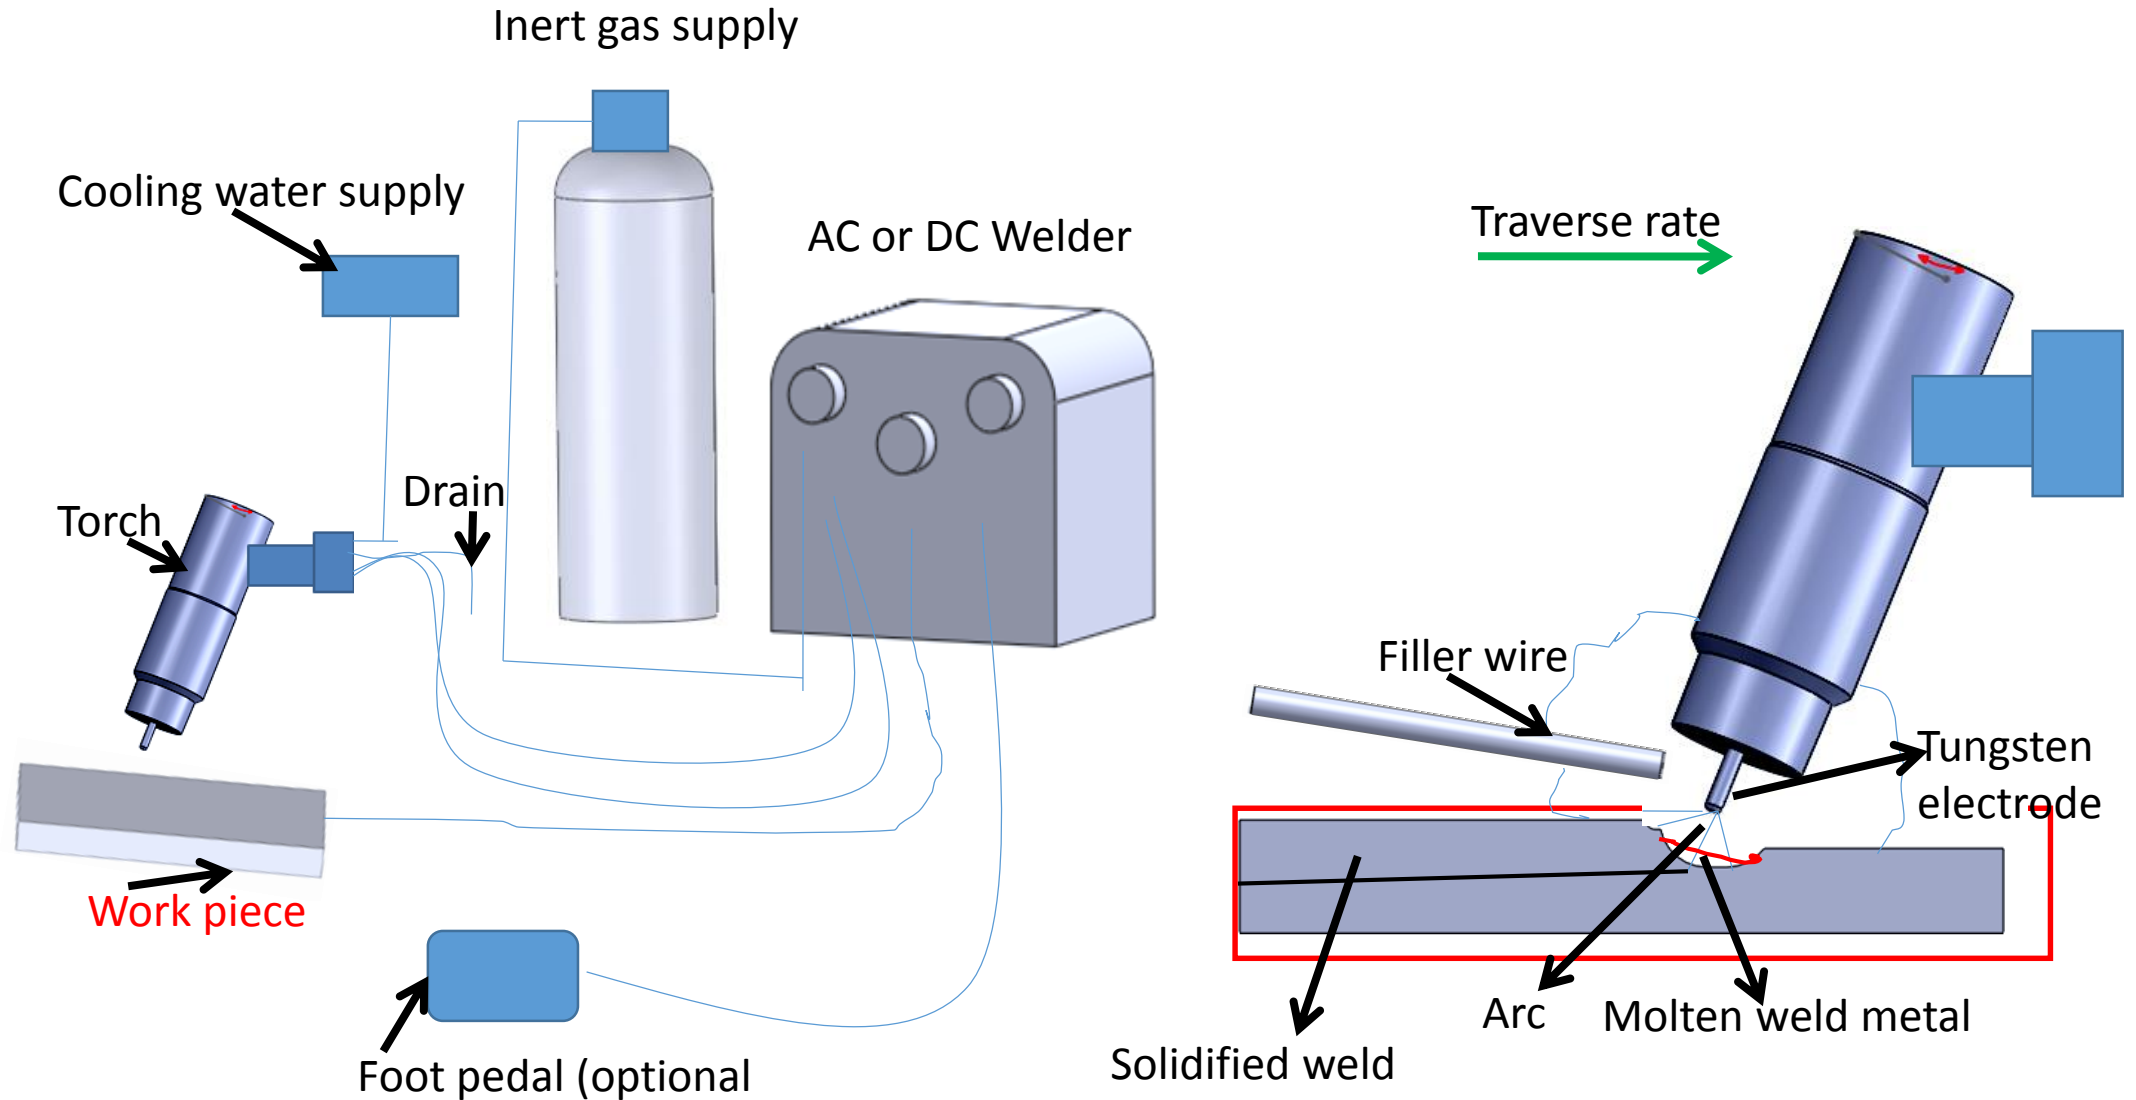 Inert gas supply
Cooling water supply
AC or DC Welder
Traverse rate
Drain
Torch
Filler wire
Tungsten
electrode
Work piece
Arc
Molten weld metal
Solidified weld
Foot pedal (optional